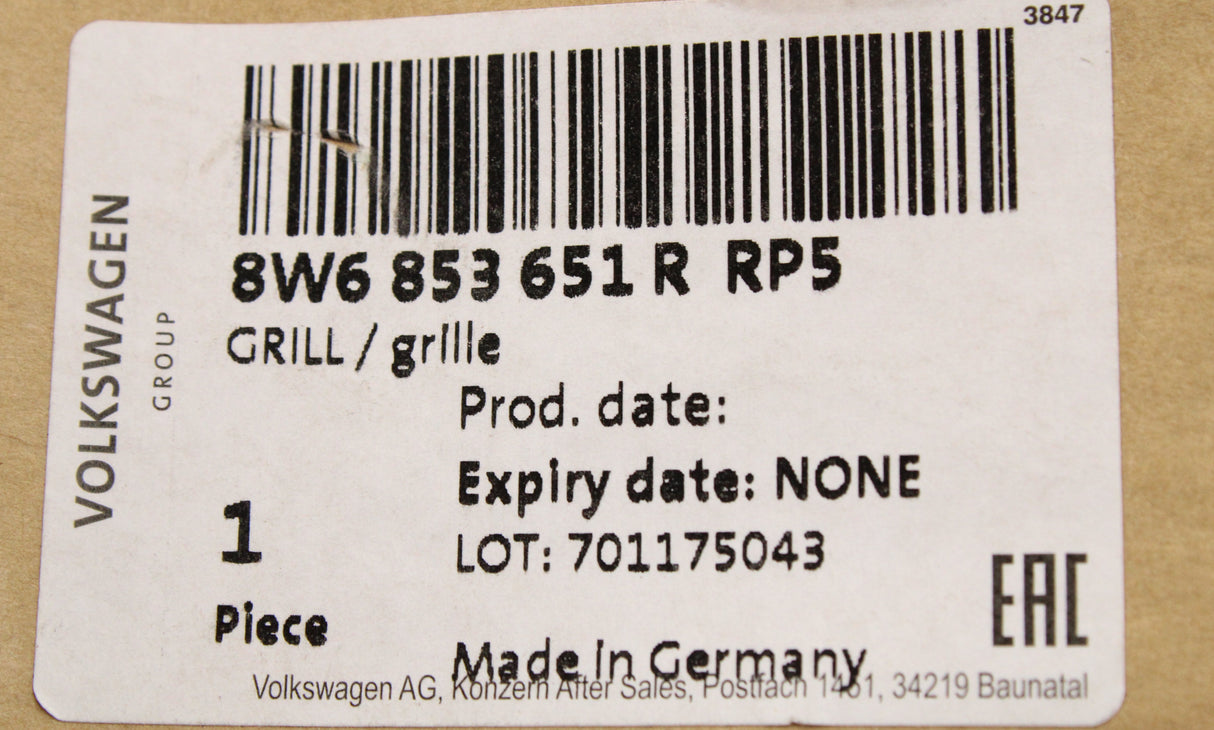 3847
VOLKSWAGEN
GROUP
8W6 853 651 R RP5
GRILL / grille
Prod. date:
Expiry date: NONE
1
LOT: 701175043
EAC
Piece
Made in Germany
Volkswagen AG, Konzern After Sales, Postfach 1451, 34219 Baunatal